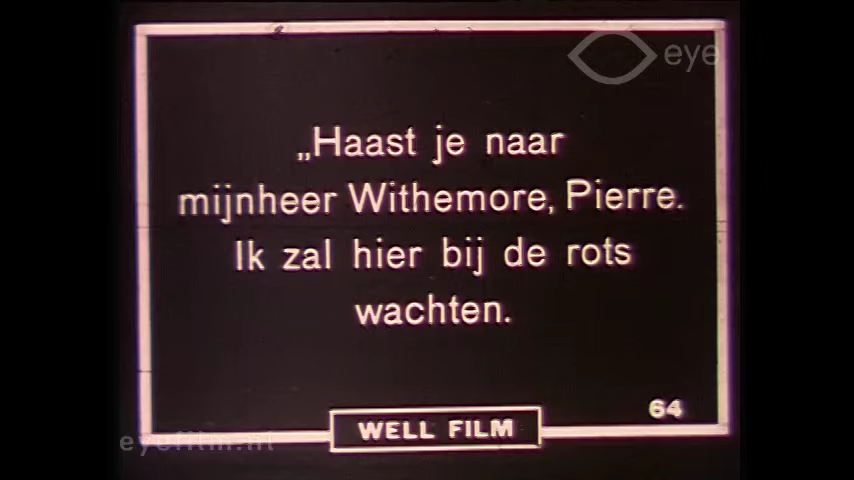 eye
„Haast je naar
mijnheer Withemore, Pierre.
Ik zal hier bij de rots
wachten.
64
WELL FILM
eyefilm.nl